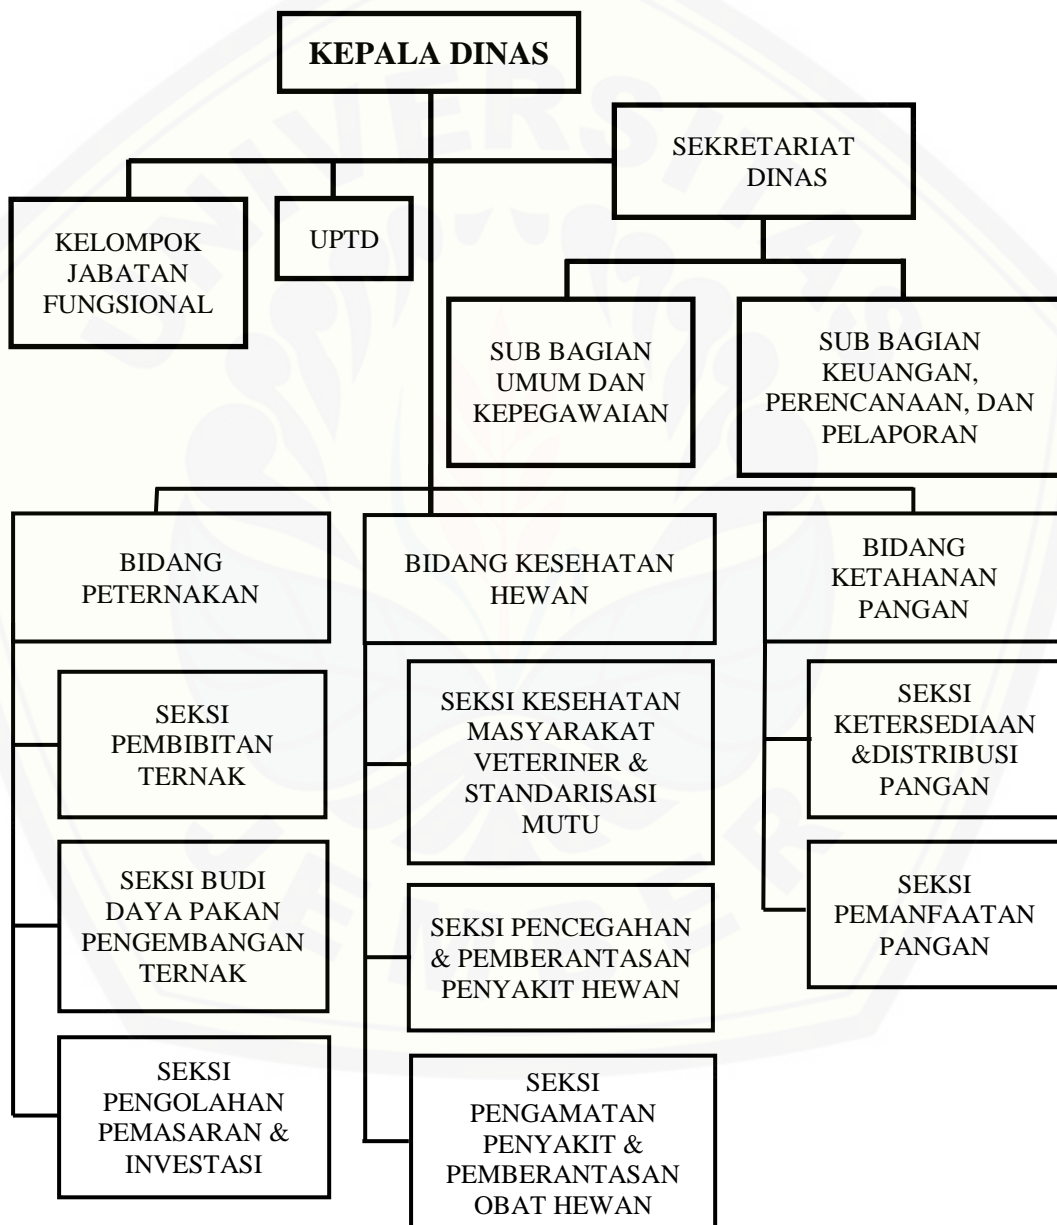 KEPALA DINAS
SEKRETARIAT
DINAS
KELOMPOK
JABATAN
FUNGSIONAL
UPTD
SUB BAGIAN
UMUM DAN
KEPEGAWAIAN
SUB BAGIAN
KEUANGAN,
PERENCANAAN, DAN
PELAPORAN
BIDANG
PETERNAKAN
SEKSI
PEMBIBITAN
TERNAK
SEKSI BUDI
DAYA PAKAN
PENGEMBANGAN
TERNAK
SEKSI
PENGOLAHAN
PEMASARAN &
INVESTASI
BIDANG KESEHATAN
HEWAN
SEKSI KESEHATAN
MASYARAKAT
VETERINER &
STANDARISASI
MUTU
SEKSI PENCEGAHAN
& PEMBERANTASAN
PENYAKIT HEWAN
SEKSI
PENGAMATAN
PENYAKIT &
PEMBERANTASAN
OBAT HEWAN
BIDANG
KETAHANAN
PANGAN
SEKSI
KETERSEDIAAN
&DISTRIBUSI
PANGAN
SEKSI
PEMANFAATAN
PANGAN
UNIVERSITAS
JEMBER